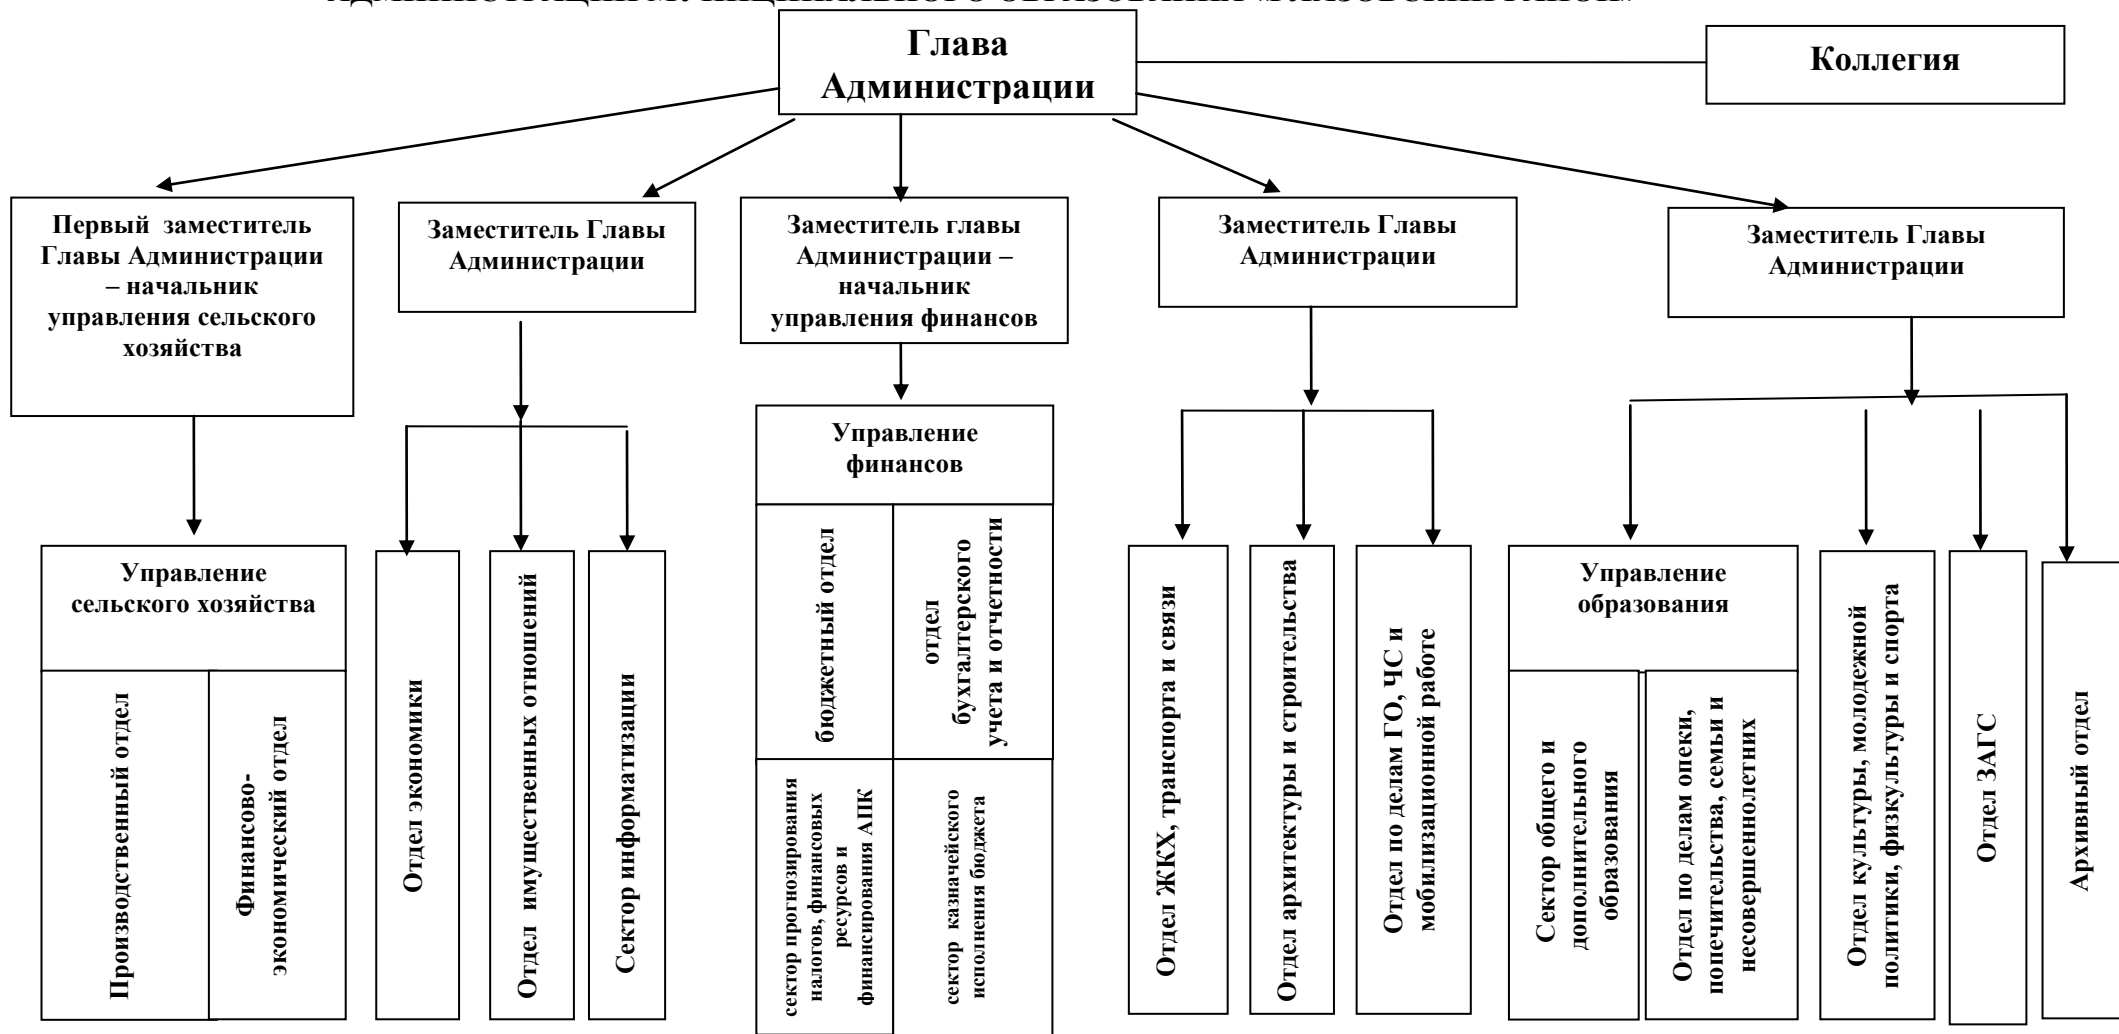 АДМИНИСТРАЦИИ МУНИЦИПАЛЬНОГО ОБРАЗОВАНИЯ «ГЛАЗОВСКИЙ РАЙОН»
Глава
Администрации
Коллегия
Первый заместитель
Главы Администрации
– начальник
управления сельского
хозяйства
Заместитель Главы
Администрации
Заместитель главы
Администрации –
начальник
управления финансов
Заместитель Главы
Администрации
Заместитель Главы
Администрации
Управление
сельского хозяйства
Производственный отдел
Финансово-
экономический отдел
Отдел экономики
Отдел имущественных отношений
Сектор информатизации
Управление
финансов
бюджетный отдел
отдел
бухгалтерского
учета и отчетности
сектор прогнозирования
налогов, финансовых
ресурсов и
финансирования АПК
сектор казначейского
исполнения бюджета
Отдел ЖКХ, транспорта и связи
Отдел архитектуры и строительства
Отдел по делам ГО, ЧС и
мобилизационной работе
Управление
образования
Сектор общего и
дополнительного
образования
Отдел по делам опеки,
попечительства, семьи и
несовершеннолетних
Отдел культуры, молодежной
политики, физкультуры и спорта
Отдел ЗАГС
Архивный отдел